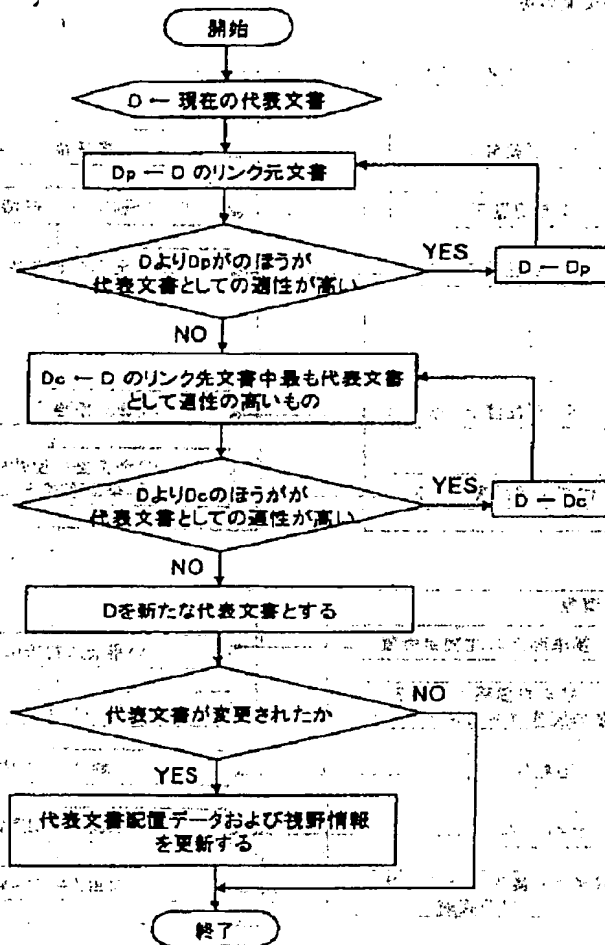 開始
D ← 現在の代表文書
Dp ← D のリンク元文書
DよりDpがのほうが
代表文書としての適性が高い
YES
D ← Dp
NO
Dc ← D のリンク先文書中最も代表文書
として適性の高いもの
DよりDcのほうがが
代表文書としての適性が高い
YES
D ← Dc
NO
Dを新たな代表文書とする
代表文書が変更されたか
NO
YES
代表文書配置データおよび視野情報
を更新する
終了